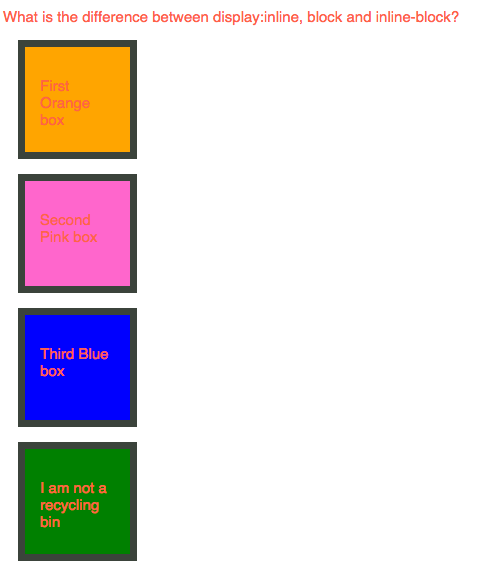 What is the difference between display:inline, block and inline-block?
First
Orange
box
Second
Pink box
Third Blue
box
I am not a
recycling
bin